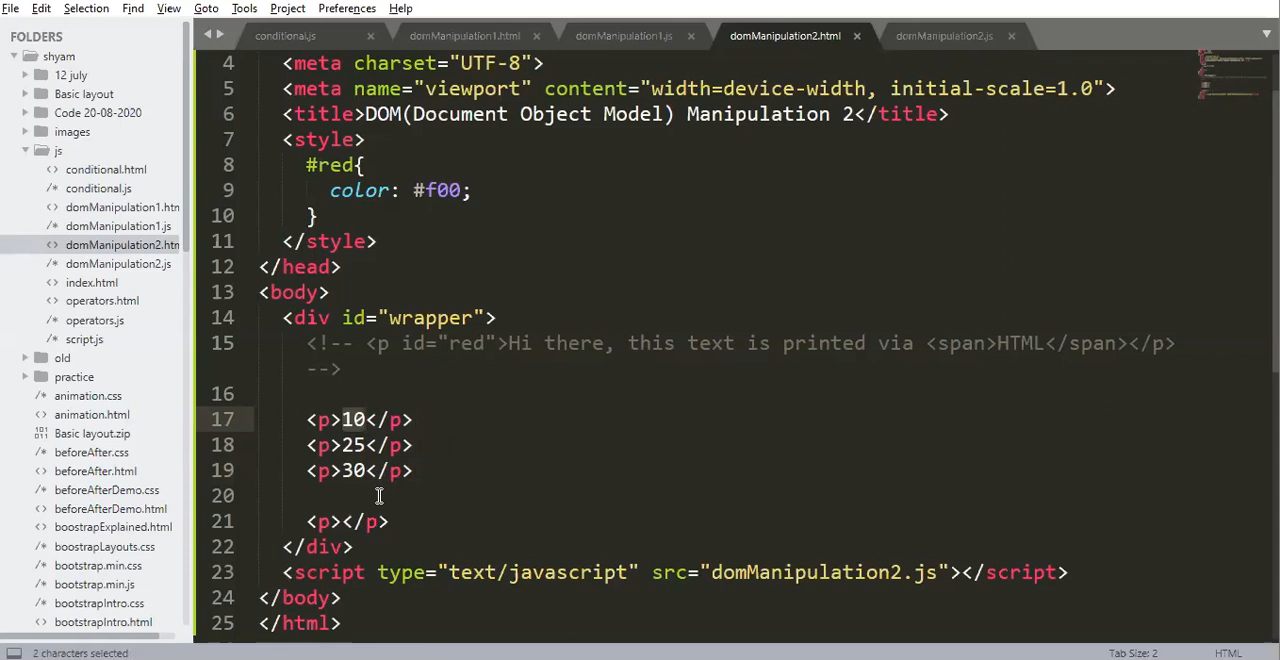 File Edit Selection Find View Goto Tools Project Preferences Help
FOLDERS
shyam
12 july
Basic layout
Code 20-08-2020
images
js
conditional.html
conditional.js
domManipulation1.htn
domManipulation1.js
domManipulation2.htn
domManipulation2.js
index.html
operators.html
operators.js
script.js
old
practice
animation.css
animation.html
Basic layout.zip
beforeAfter.css
beforeAfter.html
beforeAfterDemo.css
beforeAfterDemo.html
boostrapExplained.html
boostrapLayouts.css
bootstrap.min.css
bootstrap.min.js
bootstrapIntro.css
bootstrapIntro.html
conditional.js domManipulation1.html domManipulation1.js domManipulation2.html domManipulation2.js
4 <meta charset="UTF-8">
5 <meta name="viewport" content="width=device-width, initial-scale=1.0">
6 <title>DOM(Document Object Model) Manipulation 2</title>
7 <style>
8 #red{
9 color: #f00;
10 }
11 </style>
12 </head>
13 <body>
14 <div id="wrapper">
15 <!-- <p id="red">Hi there, this text is printed via <span>HTML</span></p>
-->
16
17 <p>10</p>
18 <p>25</p>
19 <p>30</p>
20
21 <p></p>
22 </div>
23 <script type="text/javascript" src="domManipulation2.js"></script>
24 </body>
25 </html>
2 characters selected Tab Size: 2 HTML